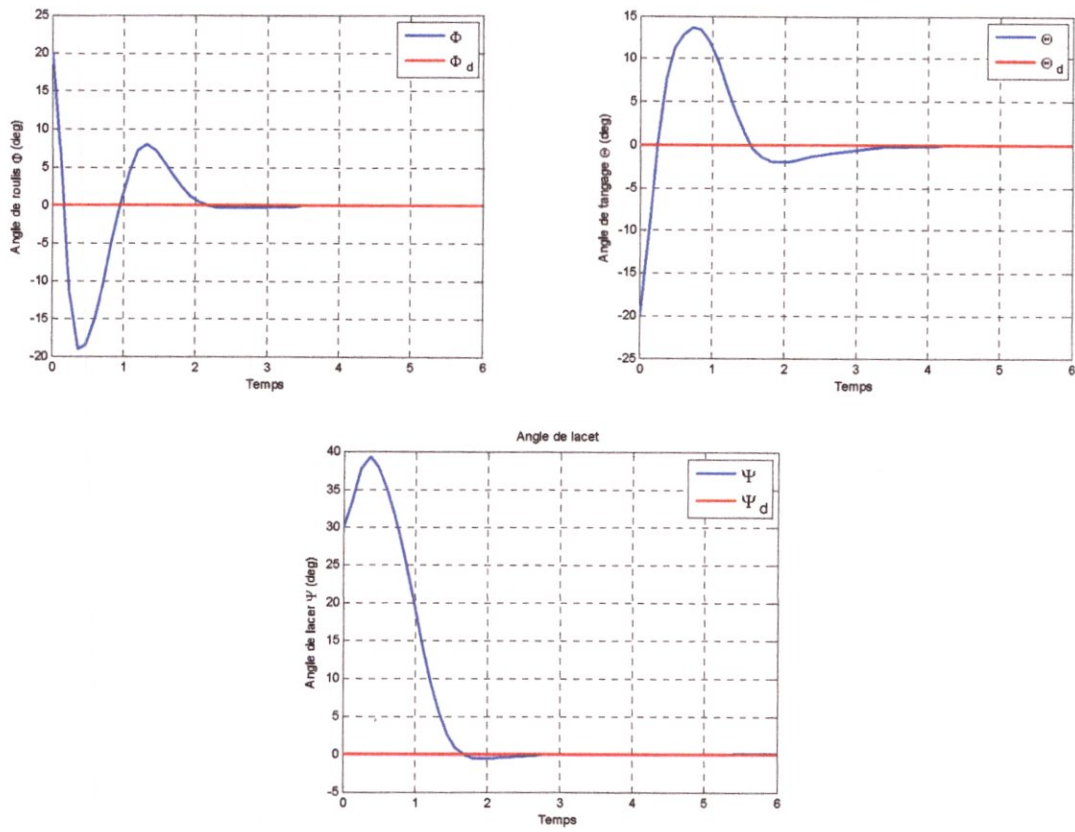 25
20
15
10
5
0
-5
-10
-15
-20
0 1 2 3 4 5 6
Angle de roulis Φ (deg)
Temps
Φ
Φ d
15
10
5
0
-5
-10
-15
-20
-25
0 1 2 3 4 5 6
Angle de tangage Θ (deg)
Temps
Θ
Θ d
Angle de lacet
40
35
30
25
20
15
10
5
0
-5
0 1 2 3 4 5 6
Angle de lacer Ψ (deg)
Temps
Ψ
Ψ d